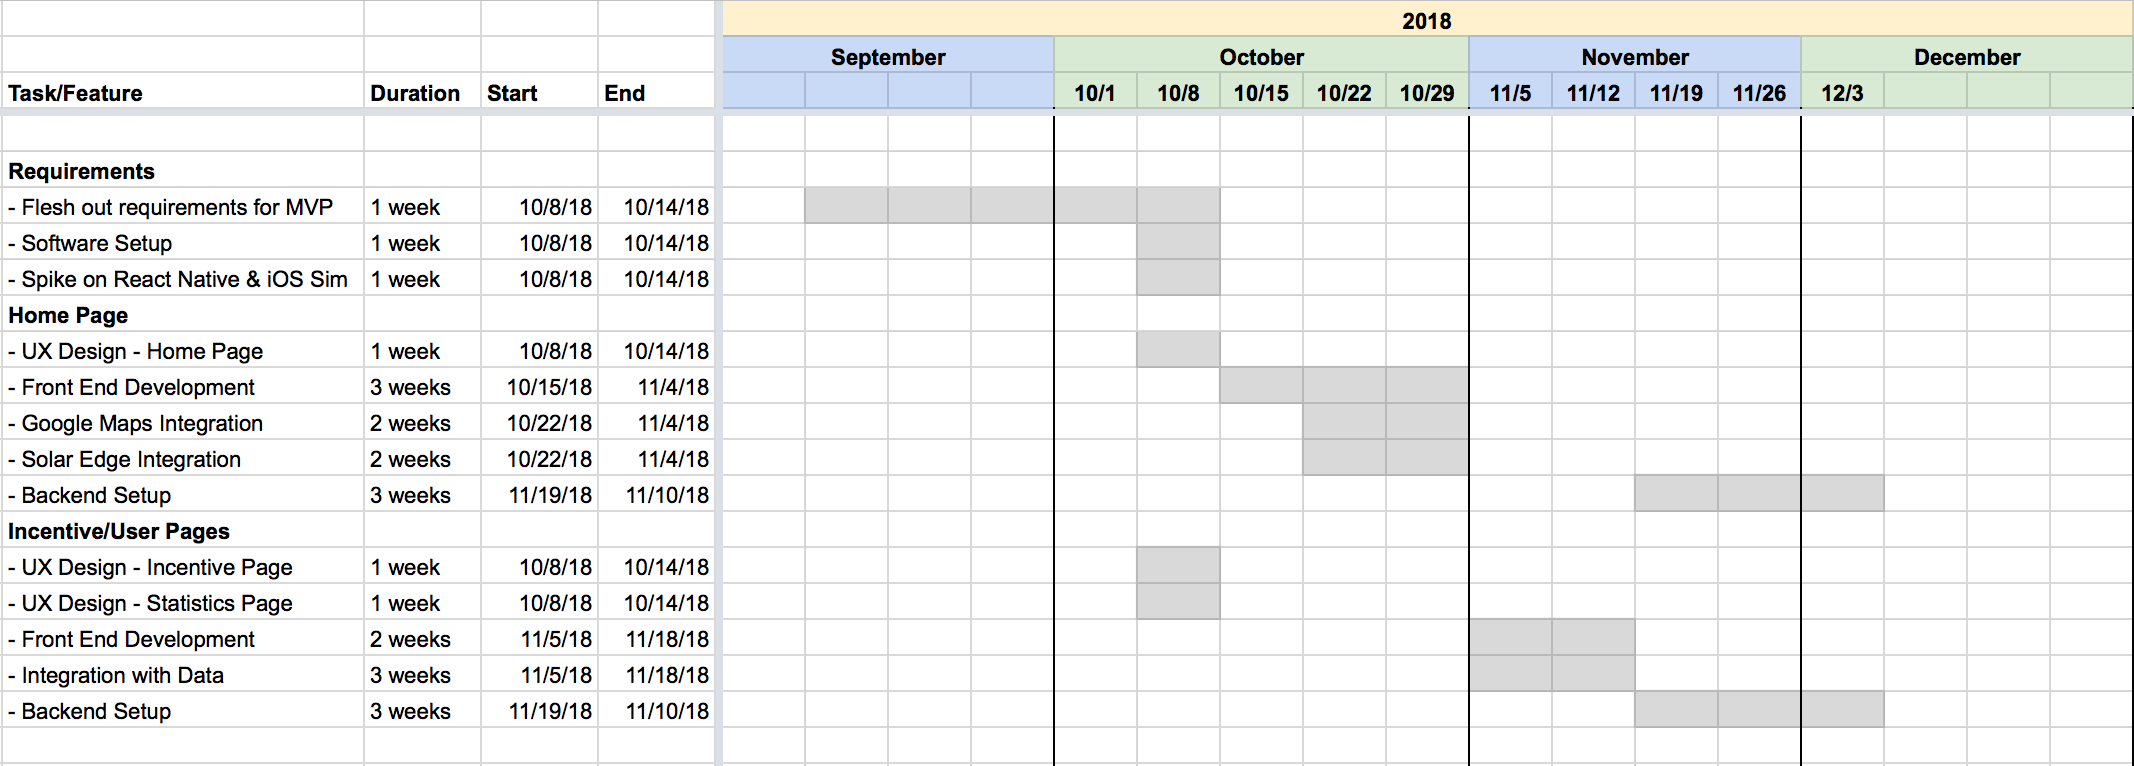 2018
September October November December
Task/Feature Duration Start End 10/1 10/8 10/15 10/22 10/29 11/5 11/12 11/19 11/26 12/3
Requirements
- Flesh out requirements for MVP 1 week 10/8/18 10/14/18
- Software Setup 1 week 10/8/18 10/14/18
- Spike on React Native & iOS Sim 1 week 10/8/18 10/14/18
Home Page
- UX Design - Home Page 1 week 10/8/18 10/14/18
- Front End Development 3 weeks 10/15/18 11/4/18
- Google Maps Integration 2 weeks 10/22/18 11/4/18
- Solar Edge Integration 2 weeks 10/22/18 11/4/18
- Backend Setup 3 weeks 11/19/18 11/10/18
Incentive/User Pages
- UX Design - Incentive Page 1 week 10/8/18 10/14/18
- UX Design - Statistics Page 1 week 10/8/18 10/14/18
- Front End Development 2 weeks 11/5/18 11/18/18
- Integration with Data 3 weeks 11/5/18 11/18/18
- Backend Setup 3 weeks 11/19/18 11/10/18